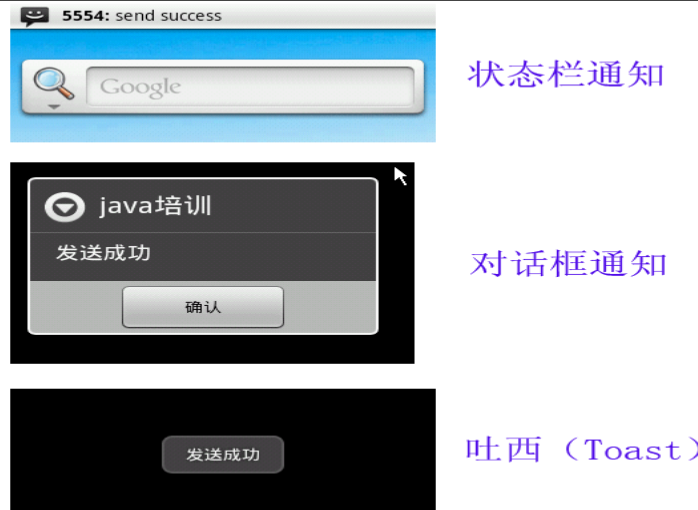 5554: send success
Google
状态栏通知
java培训
发送成功
确认
对话框通知
发送成功
吐西（Toast）